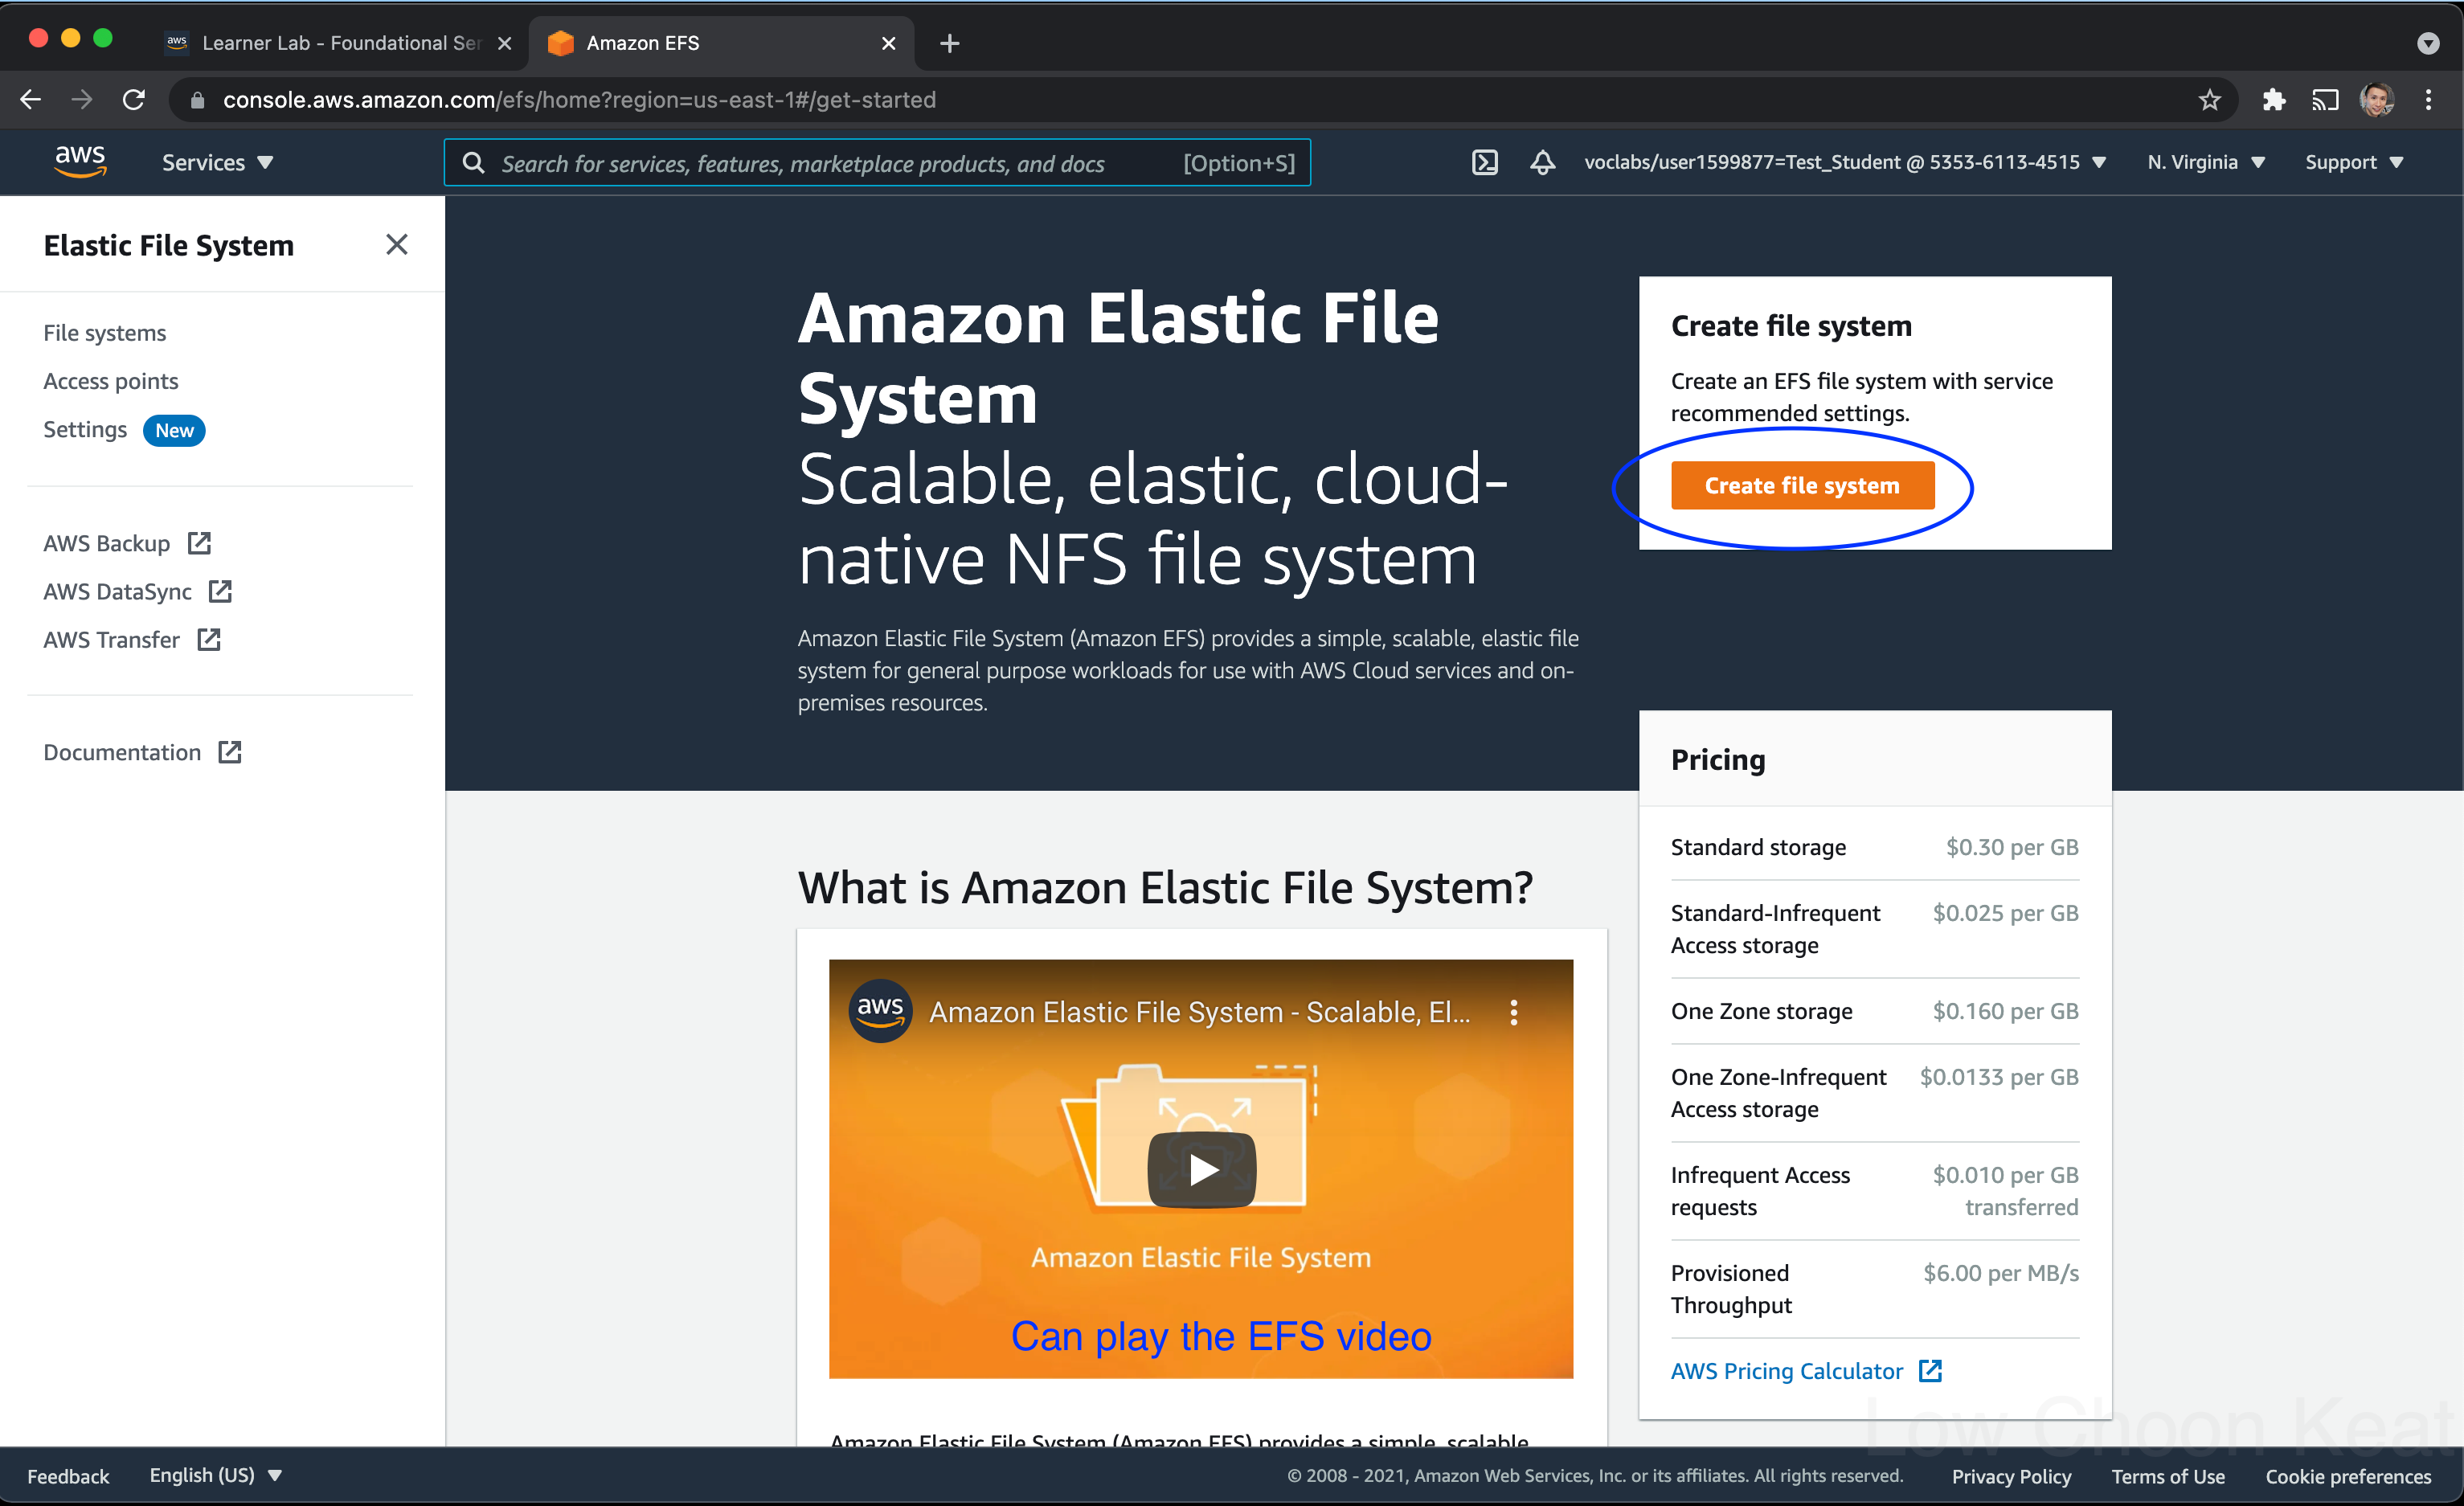 aws Learner Lab - Foundational Ser
Amazon EFS
console.aws.amazon.com/efs/home?region=us-east-1#/get-started
aws
Services
Search for services, features, marketplace products, and docs [Option+S]
voclabs/user1599877=Test_Student @ 5353-6113-4515
N. Virginia
Support
Elastic File System
File systems
Access points
Settings New
AWS Backup
AWS DataSync
AWS Transfer
Documentation
Amazon Elastic File
System
Scalable, elastic, cloud-
native NFS file system
Amazon Elastic File System (Amazon EFS) provides a simple, scalable, elastic file
system for general purpose workloads for use with AWS Cloud services and on-
premises resources.
Create file system
Create an EFS file system with service
recommended settings.
Create file system
What is Amazon Elastic File System?
aws Amazon Elastic File System - Scalable, El...
Amazon Elastic File System
Can play the EFS video
Amazon Elastic File System (Amazon EFS) provides a simple, scalable,
Pricing
Standard storage $0.30 per GB
Standard-Infrequent $0.025 per GB
Access storage
One Zone storage $0.160 per GB
One Zone-Infrequent $0.0133 per GB
Access storage
Infrequent Access $0.010 per GB
requests transferred
Provisioned $6.00 per MB/s
Throughput
AWS Pricing Calculator
Low Choon Keat
Feedback
English (US)
© 2008 - 2021, Amazon Web Services, Inc. or its affiliates. All rights reserved.
Privacy Policy
Terms of Use
Cookie preferences